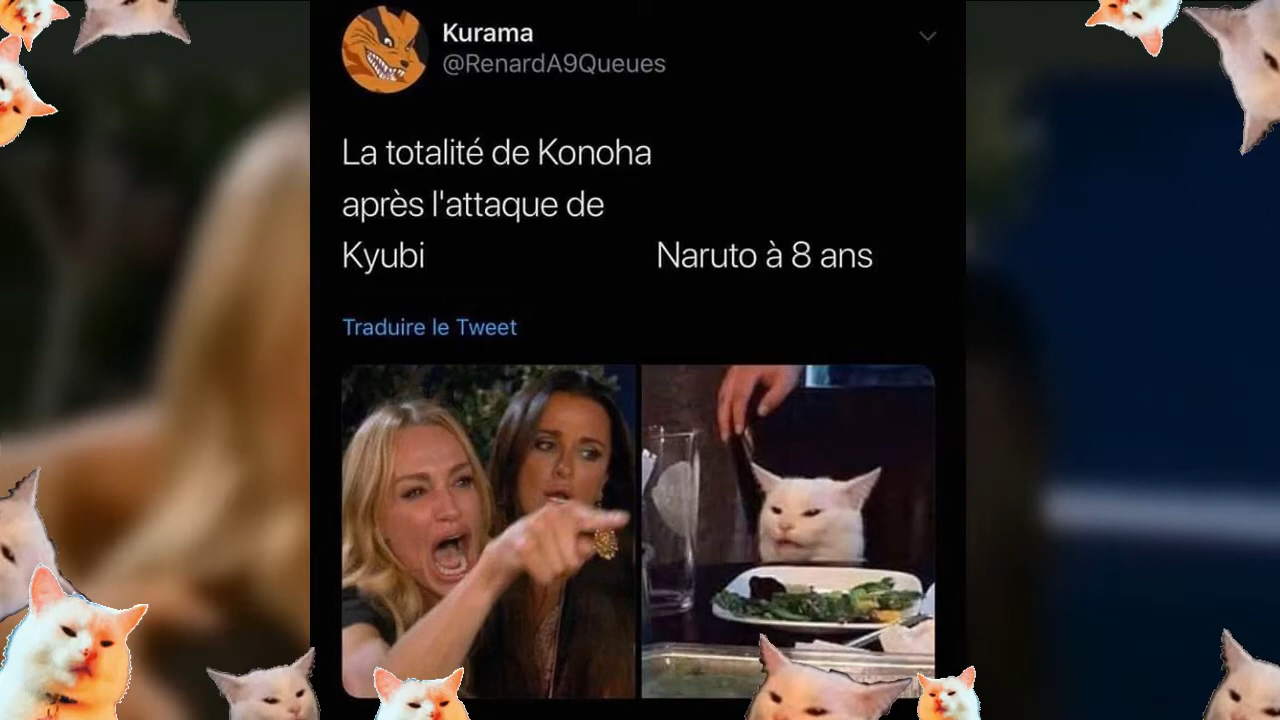 Kurama
@RenardA9Queues
La totalité de Konoha
après l'attaque de
Kyubi Naruto à 8 ans
Traduire le Tweet